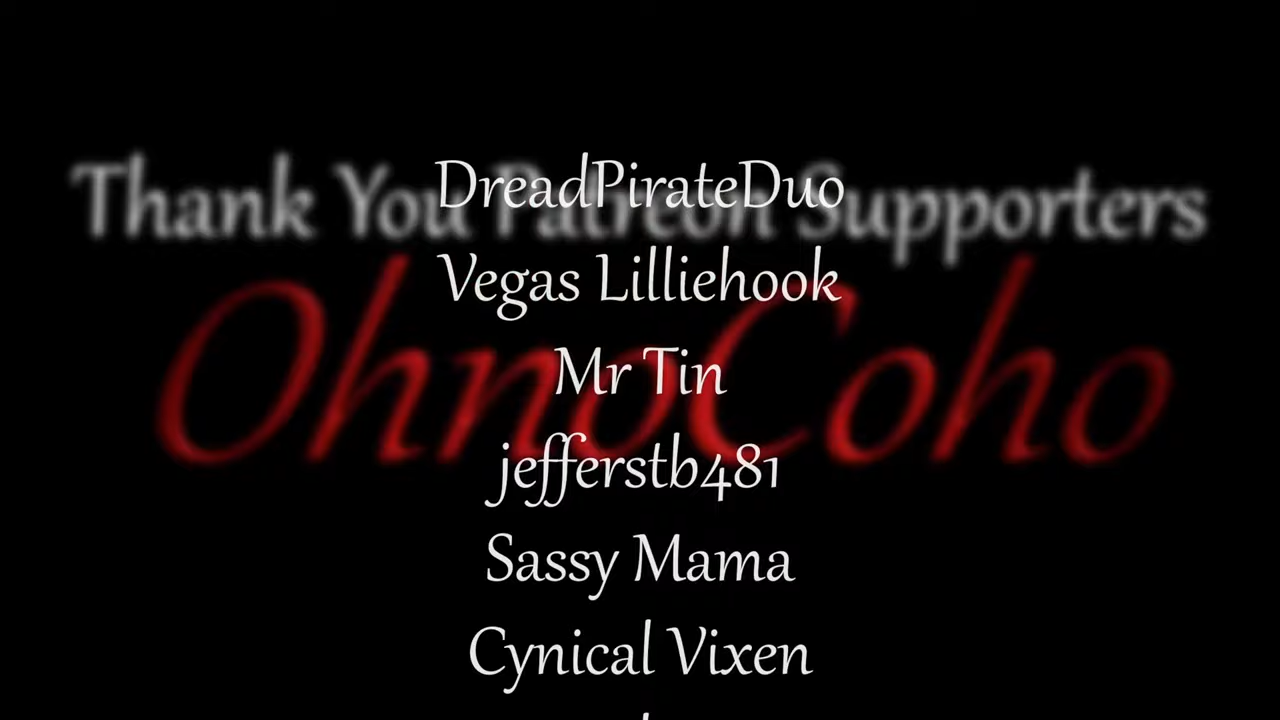 Thank You Patreon Supporters
OhnoCoho
DreadPirateDuo
Vegas Lilliehook
Mr Tin
jefferstb481
Sassy Mama
Cynical Vixen